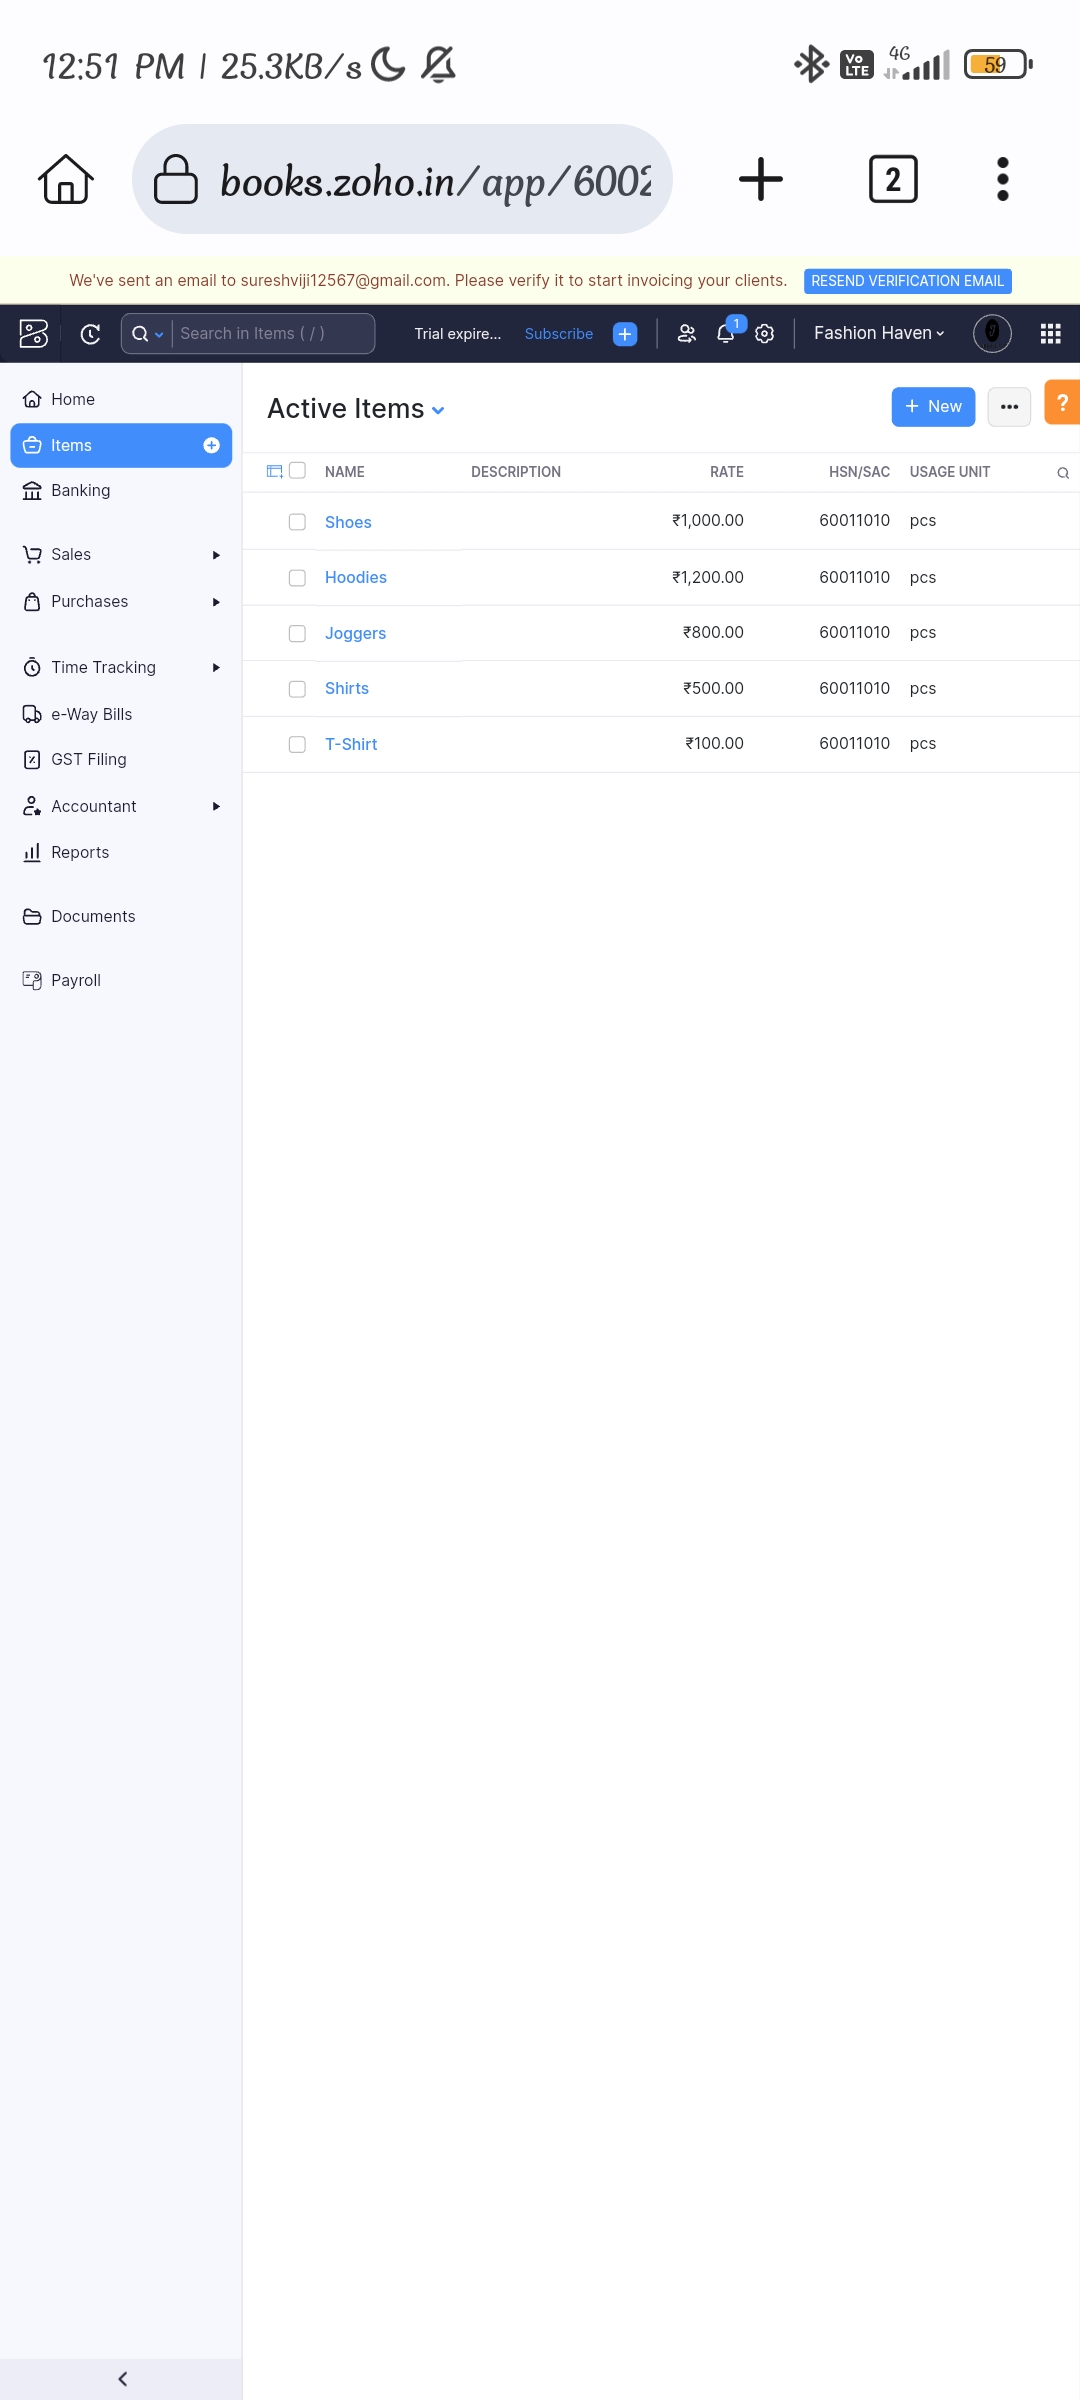 12:51 PM | 25.3KB/s
Vo LTE 4G 59
books.zoho.in/app/6002
2
We've sent an email to sureshviji12567@gmail.com. Please verify it to start invoicing your clients. RESEND VERIFICATION EMAIL
Search in Items ( / ) Trial expire... Subscribe 1 Fashion Haven
Home
Items
Banking
Sales
Purchases
Time Tracking
e-Way Bills
GST Filing
Accountant
Reports
Documents
Payroll
Active Items + New ... ?
NAME DESCRIPTION RATE HSN/SAC USAGE UNIT
Shoes ₹1,000.00 60011010 pcs
Hoodies ₹1,200.00 60011010 pcs
Joggers ₹800.00 60011010 pcs
Shirts ₹500.00 60011010 pcs
T-Shirt ₹100.00 60011010 pcs